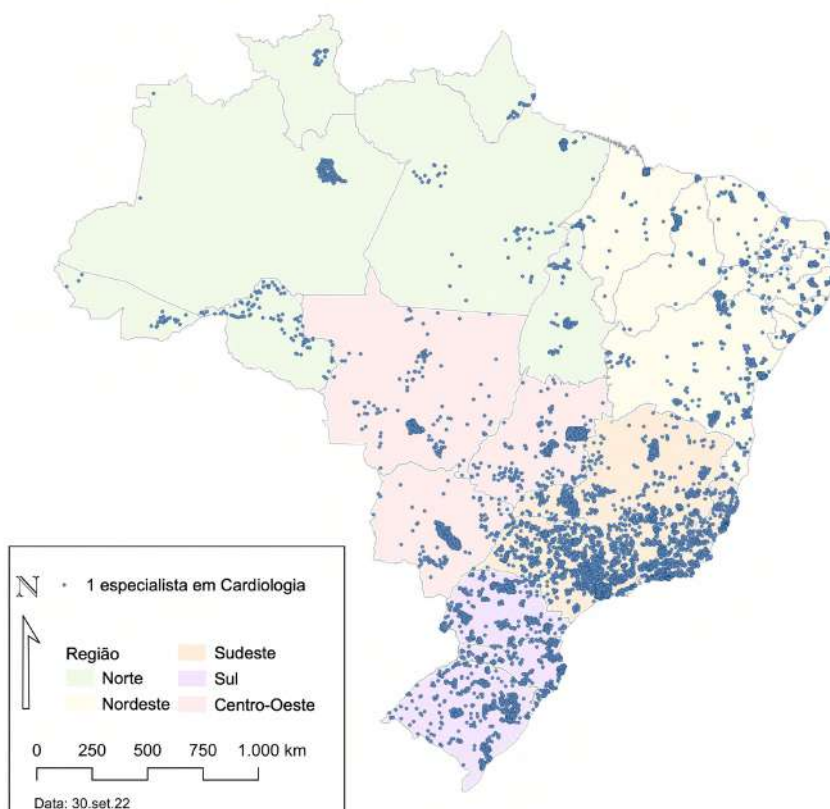 N
1 especialista em Cardiologia
Região
Norte
Nordeste
Sudeste
Sul
Centro-Oeste
0 250 500 750 1.000 km
Data: 30.set.22